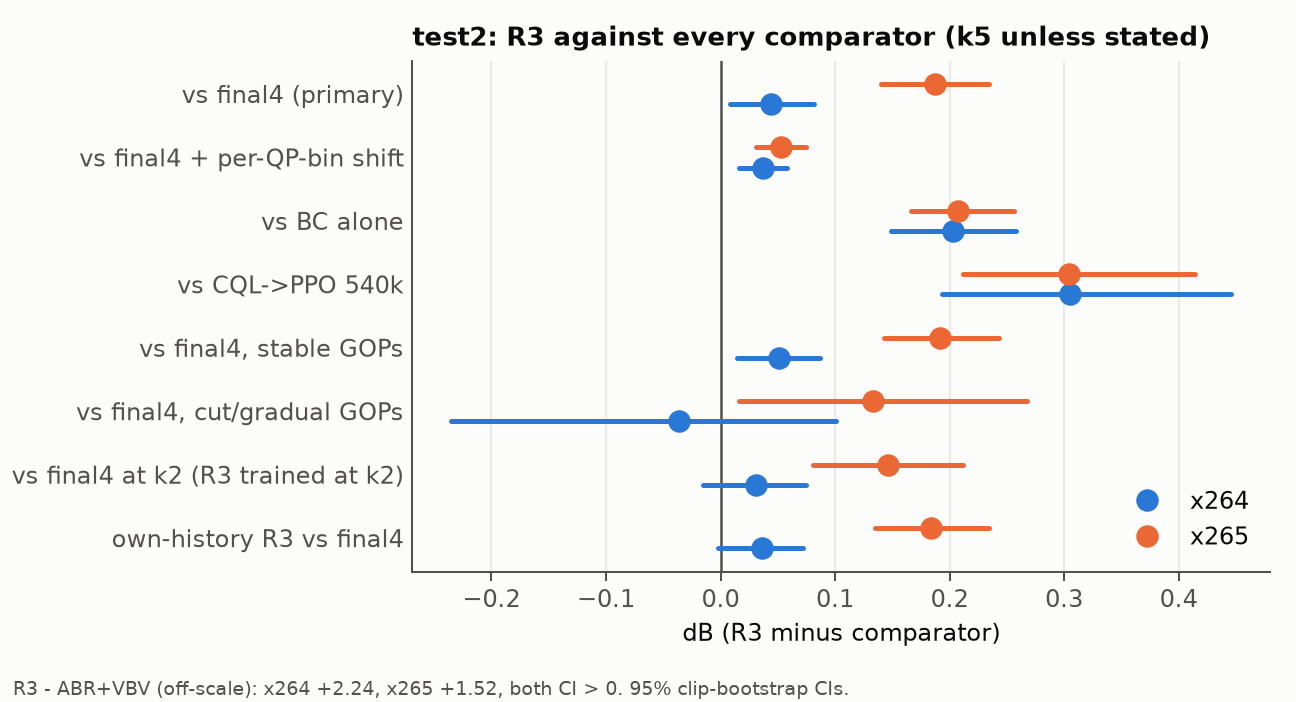 test2: R3 against every comparator (k5 unless stated)
vs final4 (primary)
vs final4 + per-QP-bin shift
vs BC alone
vs CQL->PPO 540k
vs final4, stable GOPs
vs final4, cut/gradual GOPs
vs final4 at k2 (R3 trained at k2)
own-history R3 vs final4
x264
x265
−0.2 −0.1 0.0 0.1 0.2 0.3 0.4
dB (R3 minus comparator)
R3 - ABR+VBV (off-scale): x264 +2.24, x265 +1.52, both CI > 0. 95% clip-bootstrap CIs.